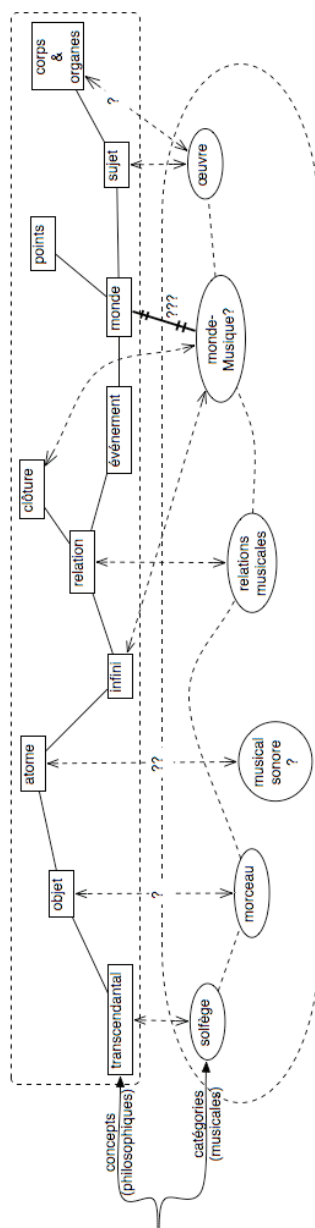 concepts
(philosophiques)
transcendantal
objet
atome
infini
relation
clôture
événement
monde
points
sujet
corps
&
organes
?
??
???
?
catégories
(musicales)
solfège
morceau
musical
sonore
?
relations
musicales
monde-
Musique?
œuvre